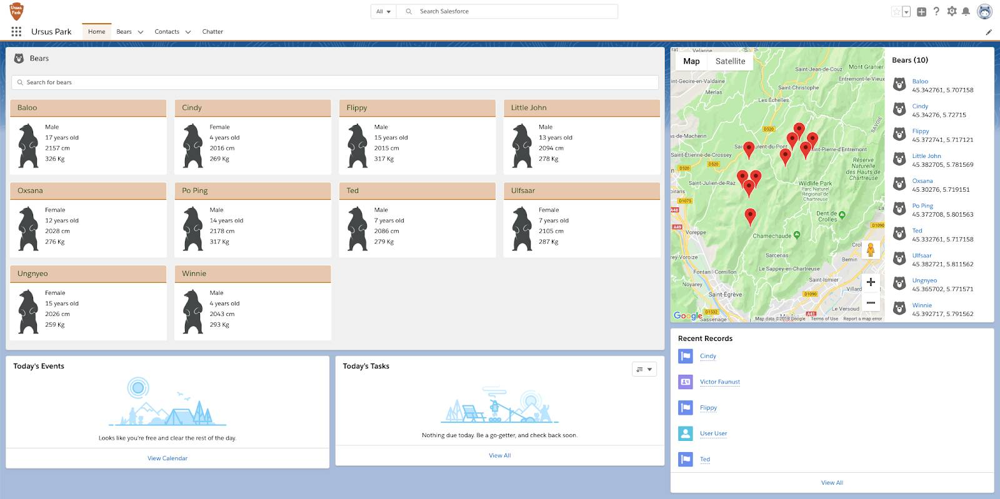 Ursus
Park
All
Search Salesforce
Ursus Park
Home
Bears
Contacts
Chatter
Bears
Search for bears
Baloo
Male
17 years old
2157 cm
326 Kg
Cindy
Female
4 years old
2016 cm
269 Kg
Flippy
Male
15 years old
2015 cm
317 Kg
Little John
Male
13 years old
2094 cm
278 Kg
Oxsana
Female
12 years old
2028 cm
276 Kg
Po Ping
Male
14 years old
2178 cm
317 Kg
Ted
Male
7 years old
2086 cm
279 Kg
Ulfsaar
Female
7 years old
2105 cm
287 Kg
Ungnyeo
Female
15 years old
2026 cm
259 Kg
Winnie
Male
4 years old
2043 cm
293 Kg
Today's Events
Looks like you're free and clear the rest of the day.
View Calendar
Today's Tasks
Nothing due today. Be a go-getter, and check back soon.
View All
Map
Satellite
Velanne
Saint-Jean-de-Couz
Mont Granier
int-Geoire-en-Valdaine
Entremont-le-Vieux
Merlas
Saint-Christophe
Les Échelles
SAVOIE
D520
as-de-Macherin
urent-du-Pont
int-Pierre-d'Entremont
Saint-Étienne-de-Crossey
D520
D520
Réserve
Naturelle
des Hauts de
Chartreuse
Saint-Julien-de-Raz
Wildlife Park
Parc Naturel
Régional de
Chartreuse
oirans
D1075
A48
A49
Dent de
Crolles
D1090
Voreppe
Chamechaude
Sarcenas
Bernin
rey-Voroize
Le Sappey-en-Chartreuse
Fontanil-Cornillon
Saint-Ismier
Noyarey
Villard
Saint-Égrève
D1090
Le Versoud
D1532
A41
Sassenage
Google
Map data ©2018 Google
Terms of Use
Report a map error
Bears (10)
Baloo
45.342761, 5.707158
Cindy
45.34276, 5.72715
Flippy
45.372741, 5.717121
Little John
45.382705, 5.781569
Oxsana
45.30276, 5.719151
Po Ping
45.372708, 5.801563
Ted
45.332761, 5.717158
Ulfsaar
45.382721, 5.811562
Ungnyeo
45.365702, 5.771571
Winnie
45.392717, 5.791562
Recent Records
Cindy
Victor Faunust
Flippy
User User
Ted
View All